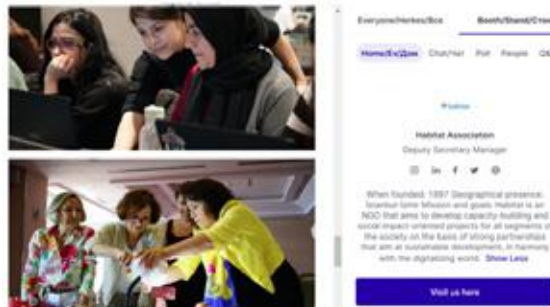 Everyone/Herkes/Все
Booth/Stand/Стен
Home/Ev/Дом Chat/Чат Poll People Q&
habitat
Habitat Association
Deputy Secretary Manager
in f
When founded: 1997 Geographical presence:
Istanbul-Izmir Mission and goals: Habitat is an
NGO that aims to develop capacity-building and
social impact-oriented projects for all segments of
the society on the basis of strong partnerships
that aim at sustainable development, in harmony
with the digitalizing world. Show Less
Visit us here